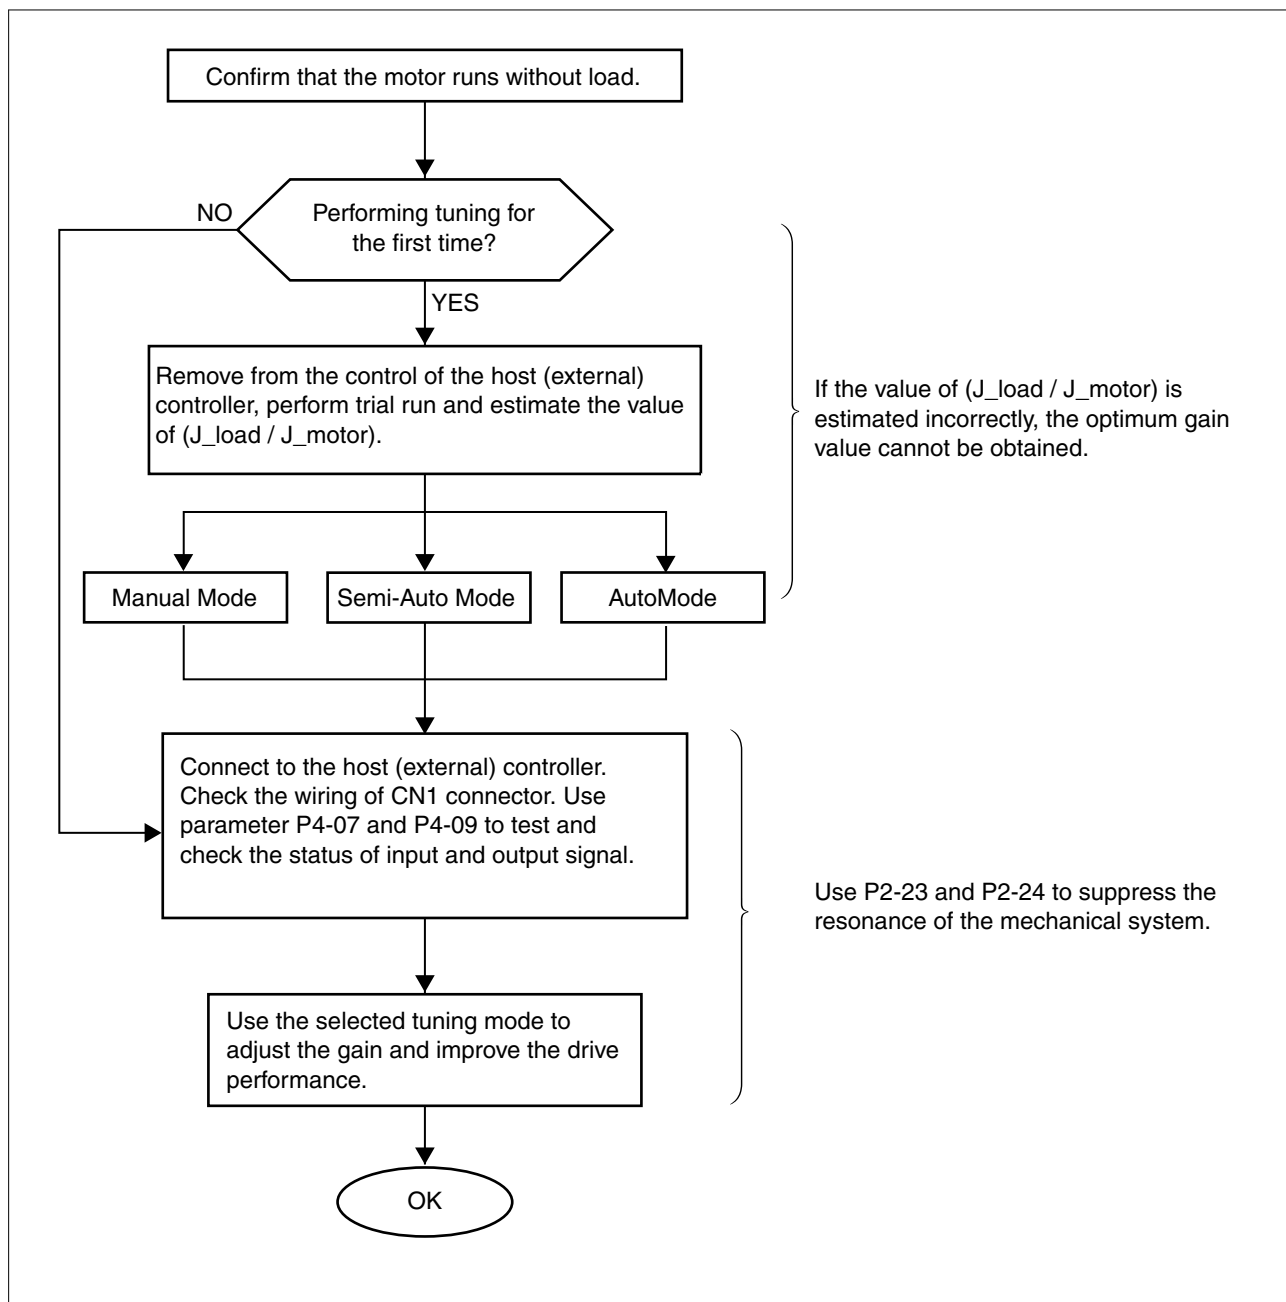 Confirm that the motor runs without load.
NO
Performing tuning for
the first time?
YES
Remove from the control of the host (external)
controller, perform trial run and estimate the value
of (J_load / J_motor).
If the value of (J_load / J_motor) is
estimated incorrectly, the optimum gain
value cannot be obtained.
Manual Mode
Semi-Auto Mode
AutoMode
Connect to the host (external) controller.
Check the wiring of CN1 connector. Use
parameter P4-07 and P4-09 to test and
check the status of input and output signal.
Use P2-23 and P2-24 to suppress the
resonance of the mechanical system.
Use the selected tuning mode to
adjust the gain and improve the drive
performance.
OK